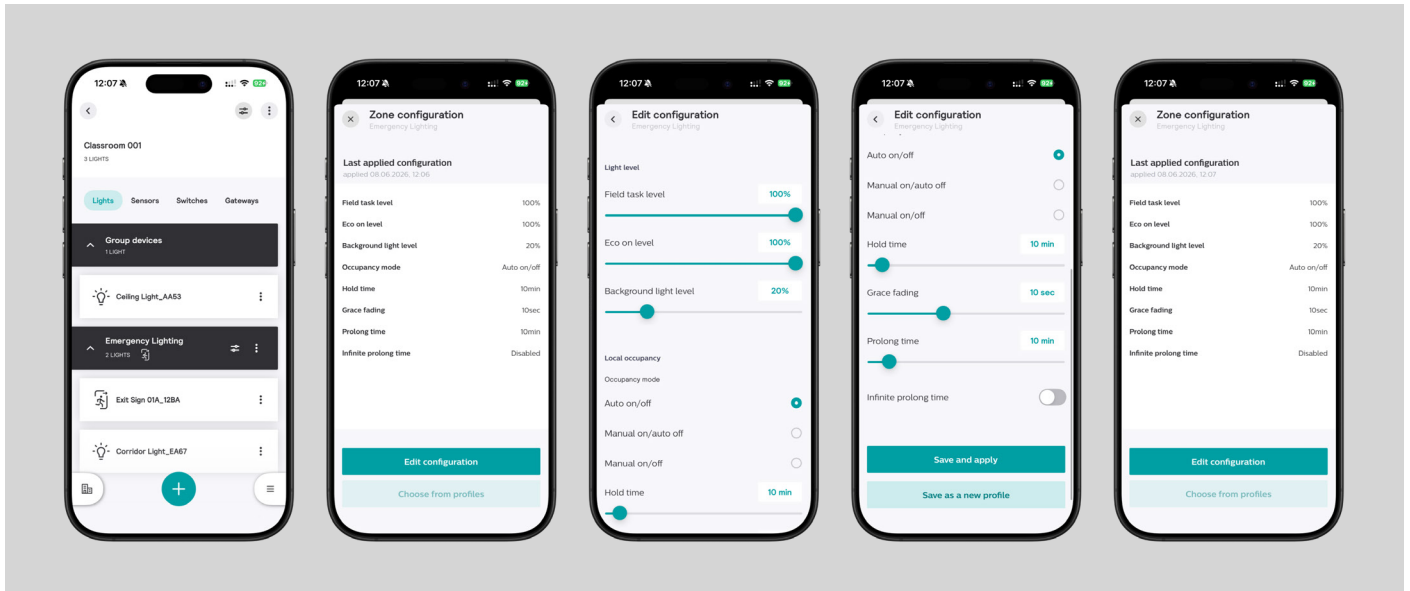 12:07
92+
Classroom 001
3 LIGHTS
Lights Sensors Switches Gateways
Group devices
1 LIGHT
Ceiling Light_AA53
Emergency Lighting
2 LIGHTS
Exit Sign 01A_12BA
Corridor Light_EA67
12:07
92+
Zone configuration
Emergency Lighting
Last applied configuration
applied 08.06.2026, 12:06
Field task level 100%
Eco on level 100%
Background light level 20%
Occupancy mode Auto on/off
Hold time 10min
Grace fading 10sec
Prolong time 10min
Infinite prolong time Disabled
Edit configuration
Choose from profiles
12:07
92+
Edit configuration
Emergency Lighting
Light level
Field task level 100%
Eco on level 100%
Background light level 20%
Local occupancy
Occupancy mode
Auto on/off
Manual on/auto off
Manual on/off
Hold time 10 min
12:07
92+
Edit configuration
Emergency Lighting
Auto on/off
Manual on/auto off
Manual on/off
Hold time 10 min
Grace fading 10 sec
Prolong time 10 min
Infinite prolong time
Save and apply
Save as a new profile
12:07
92+
Zone configuration
Emergency Lighting
Last applied configuration
applied 08.06.2026, 12:07
Field task level 100%
Eco on level 100%
Background light level 20%
Occupancy mode Auto on/off
Hold time 10min
Grace fading 10sec
Prolong time 10min
Infinite prolong time Disabled
Edit configuration
Choose from profiles